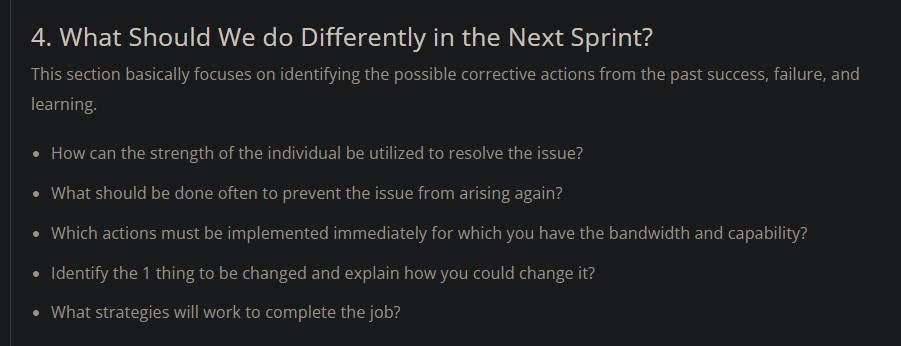 4. What Should We do Differently in the Next Sprint?
This section basically focuses on identifying the possible corrective actions from the past success, failure, and
learning.
• How can the strength of the individual be utilized to resolve the issue?
• What should be done often to prevent the issue from arising again?
• Which actions must be implemented immediately for which you have the bandwidth and capability?
• Identify the 1 thing to be changed and explain how you could change it?
• What strategies will work to complete the job?